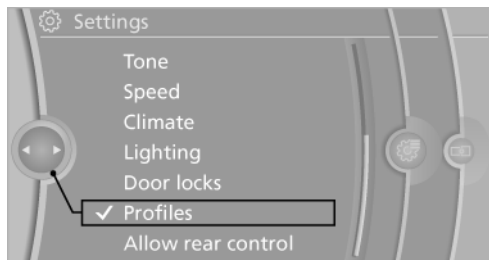 Settings
Tone
Speed
Climate
Lighting
Door locks
✓ Profiles
Allow rear control